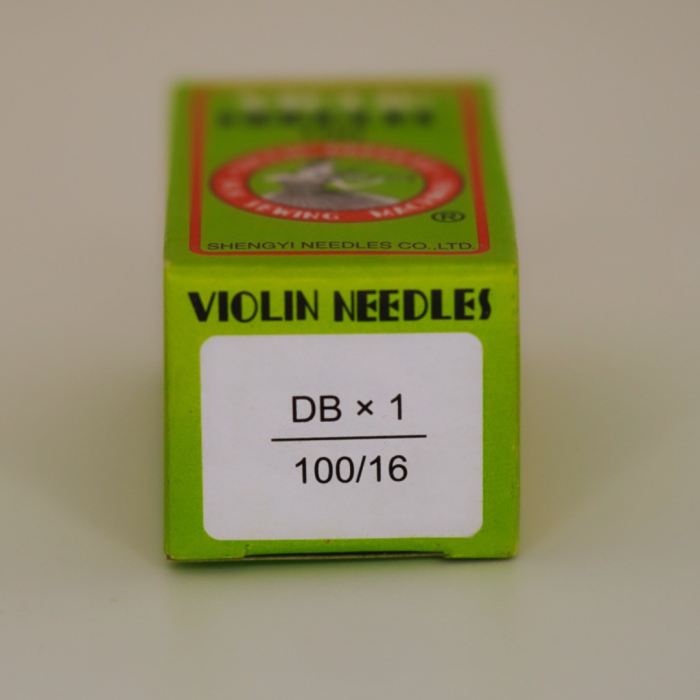 SEWING MACHINE
®
SHENGYI NEEDLES CO.,LTD.
VIOLIN NEEDLES
DB × 1
100/16